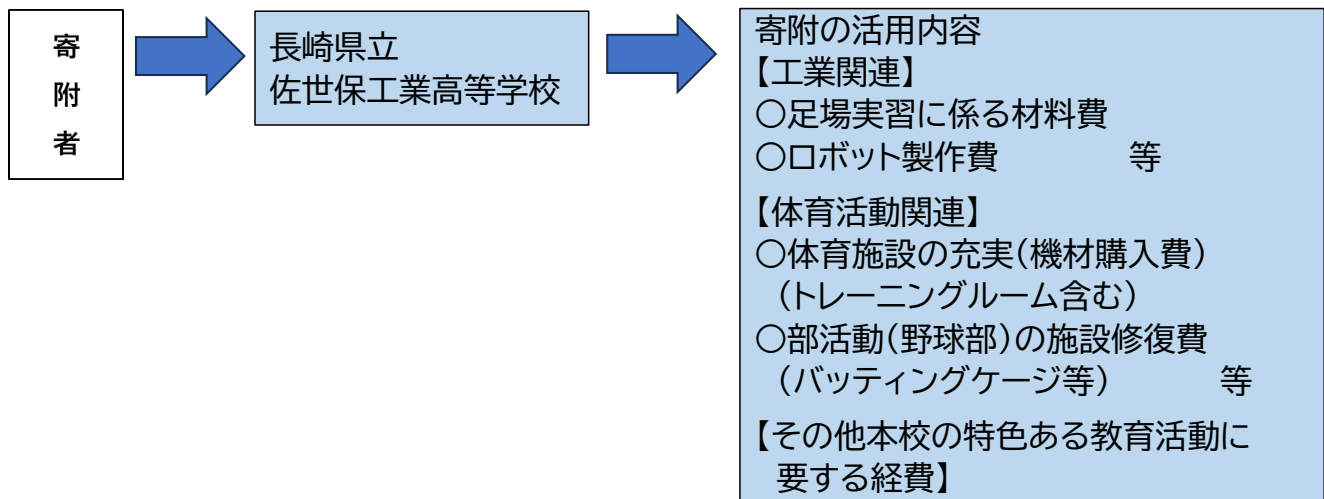 寄
附
者
長崎県立
佐世保工業高等学校
寄附の活用内容
【工業関連】
○足場実習に係る材料費
○ロボット製作費　　　　等
【体育活動関連】
○体育施設の充実(機材購入費)
(トレーニングルーム含む)
○部活動(野球部)の施設修復費
(バッティングケージ等)　　　　等
【その他本校の特色ある教育活動に
要する経費】